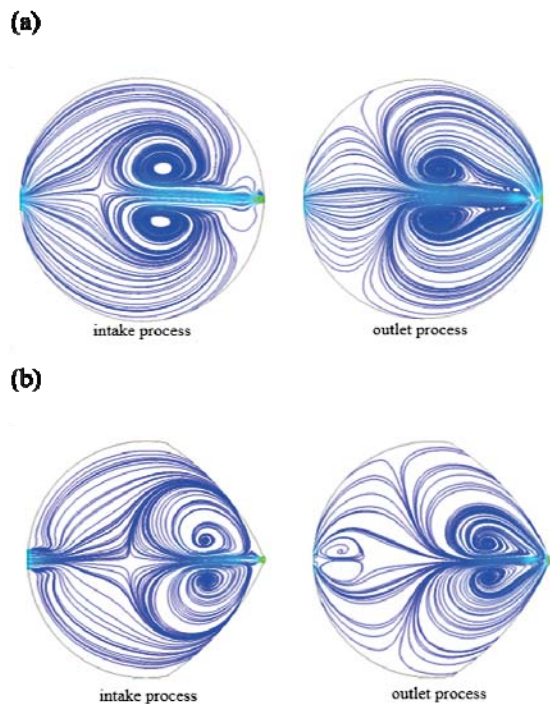 (a)
intake process
outlet process
(b)
intake process
outlet process